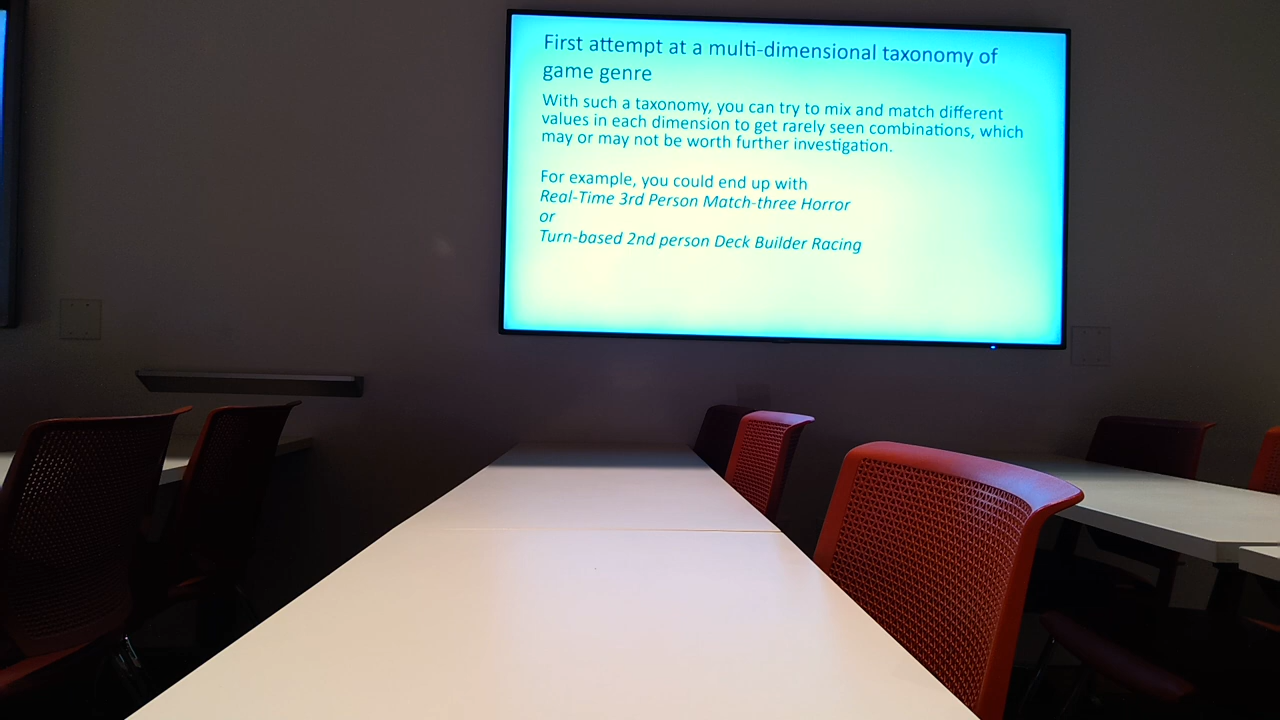 First attempt at a multi-dimensional taxonomy of
game genre
With such a taxonomy, you can try to mix and match different
values in each dimension to get rarely seen combinations, which
may or may not be worth further investigation.
For example, you could end up with
Real-Time 3rd Person Match-three Horror
or
Turn-based 2nd person Deck Builder Racing